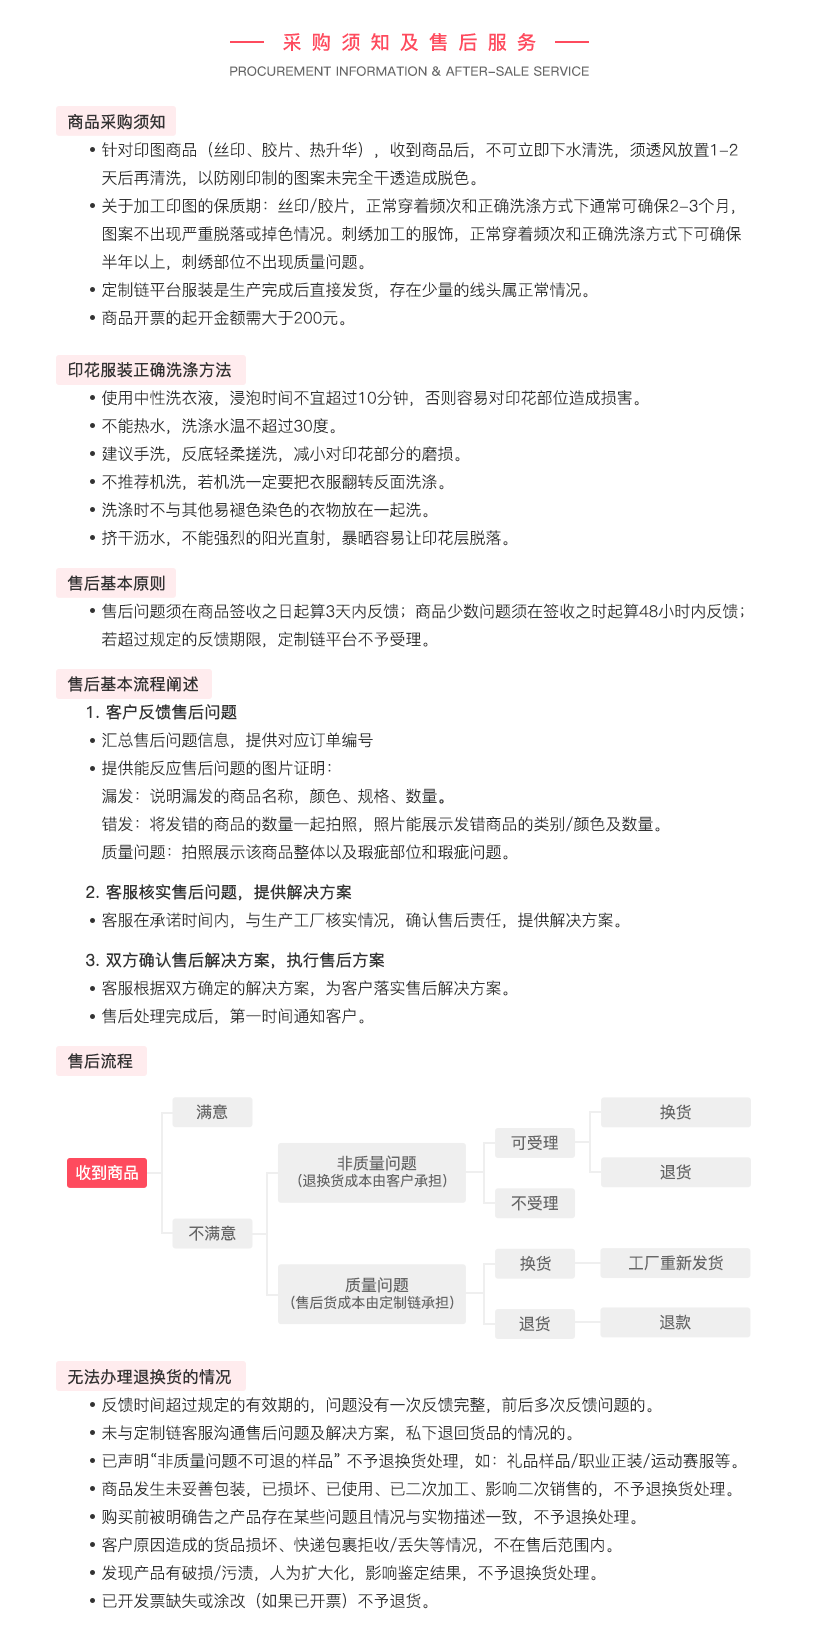 采购须知及售后服务
PROCUREMENT INFORMATION & AFTER-SALE SERVICE
商品采购须知
• 针对印图商品（丝印、胶片、热升华），收到商品后，不可立即下水清洗，须透风放置1-2
天后再清洗，以防刚印制的图案未完全干透造成脱色。
• 关于加工印图的保质期：丝印/胶片，正常穿着频次和正确洗涤方式下通常可确保2-3个月，
图案不出现严重脱落或掉色情况。刺绣加工的服饰，正常穿着频次和正确洗涤方式下可确保
半年以上，刺绣部位不出现质量问题。
• 定制链平台服装是生产完成后直接发货，存在少量的线头属正常情况。
• 商品开票的起开金额需大于200元。
印花服装正确洗涤方法
• 使用中性洗衣液，浸泡时间不宜超过10分钟，否则容易对印花部位造成损害。
• 不能热水，洗涤水温不超过30度。
• 建议手洗，反底轻柔搓洗，减小对印花部分的磨损。
• 不推荐机洗，若机洗一定要把衣服翻转反面洗涤。
• 洗涤时不与其他易褪色染色的衣物放在一起洗。
• 挤干沥水，不能强烈的阳光直射，暴晒容易让印花层脱落。
售后基本原则
• 售后问题须在商品签收之日起算3天内反馈；商品少数问题须在签收之时起算48小时内反馈；
若超过规定的反馈期限，定制链平台不予受理。
售后基本流程阐述
1. 客户反馈售后问题
• 汇总售后问题信息，提供对应订单编号
• 提供能反应售后问题的图片证明：
漏发：说明漏发的商品名称，颜色、规格、数量。
错发：将发错的商品的数量一起拍照，照片能展示发错商品的类别/颜色及数量。
质量问题：拍照展示该商品整体以及瑕疵部位和瑕疵问题。
2. 客服核实售后问题，提供解决方案
• 客服在承诺时间内，与生产工厂核实情况，确认售后责任，提供解决方案。
3. 双方确认售后解决方案，执行售后方案
• 客服根据双方确定的解决方案，为客户落实售后解决方案。
• 售后处理完成后，第一时间通知客户。
售后流程
收到商品
满意
不满意
非质量问题
（退换货成本由客户承担）
可受理
换货
退货
不受理
质量问题
（售后货成本由定制链承担）
换货
工厂重新发货
退货
退款
无法办理退换货的情况
• 反馈时间超过规定的有效期的，问题没有一次反馈完整，前后多次反馈问题的。
• 未与定制链客服沟通售后问题及解决方案，私下退回货品的情况的。
• 已声明“非质量问题不可退的样品” 不予退换货处理，如：礼品样品/职业正装/运动赛服等。
• 商品发生未妥善包装，已损坏、已使用、已二次加工、影响二次销售的，不予退换货处理。
• 购买前被明确告之产品存在某些问题且情况与实物描述一致，不予退换处理。
• 客户原因造成的货品损坏、快递包裹拒收/丢失等情况，不在售后范围内。
• 发现产品有破损/污渍，人为扩大化，影响鉴定结果，不予退换货处理。
• 已开发票缺失或涂改（如果已开票）不予退货。